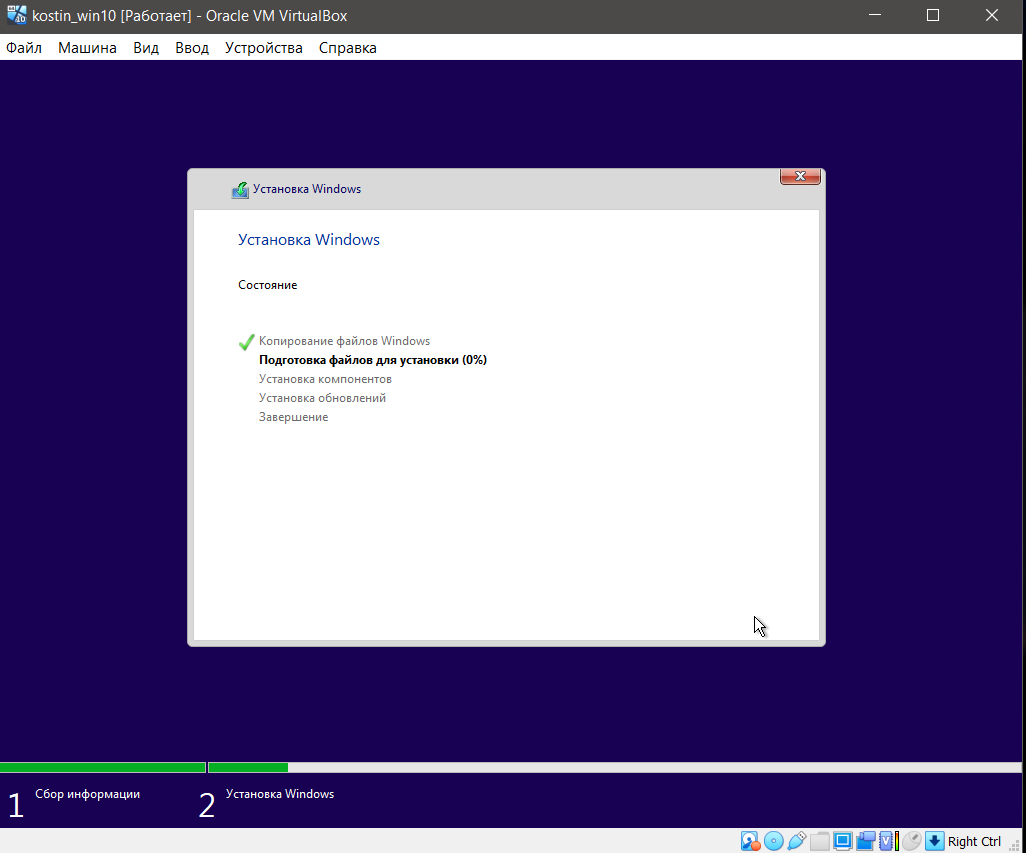 kostin_win10 [Работает] - Oracle VM VirtualBox
Файл Машина Вид Ввод Устройства Справка
Установка Windows
Установка Windows
Состояние
Копирование файлов Windows
Подготовка файлов для установки (0%)
Установка компонентов
Установка обновлений
Завершение
1 Сбор информации 2 Установка Windows
Right Ctrl